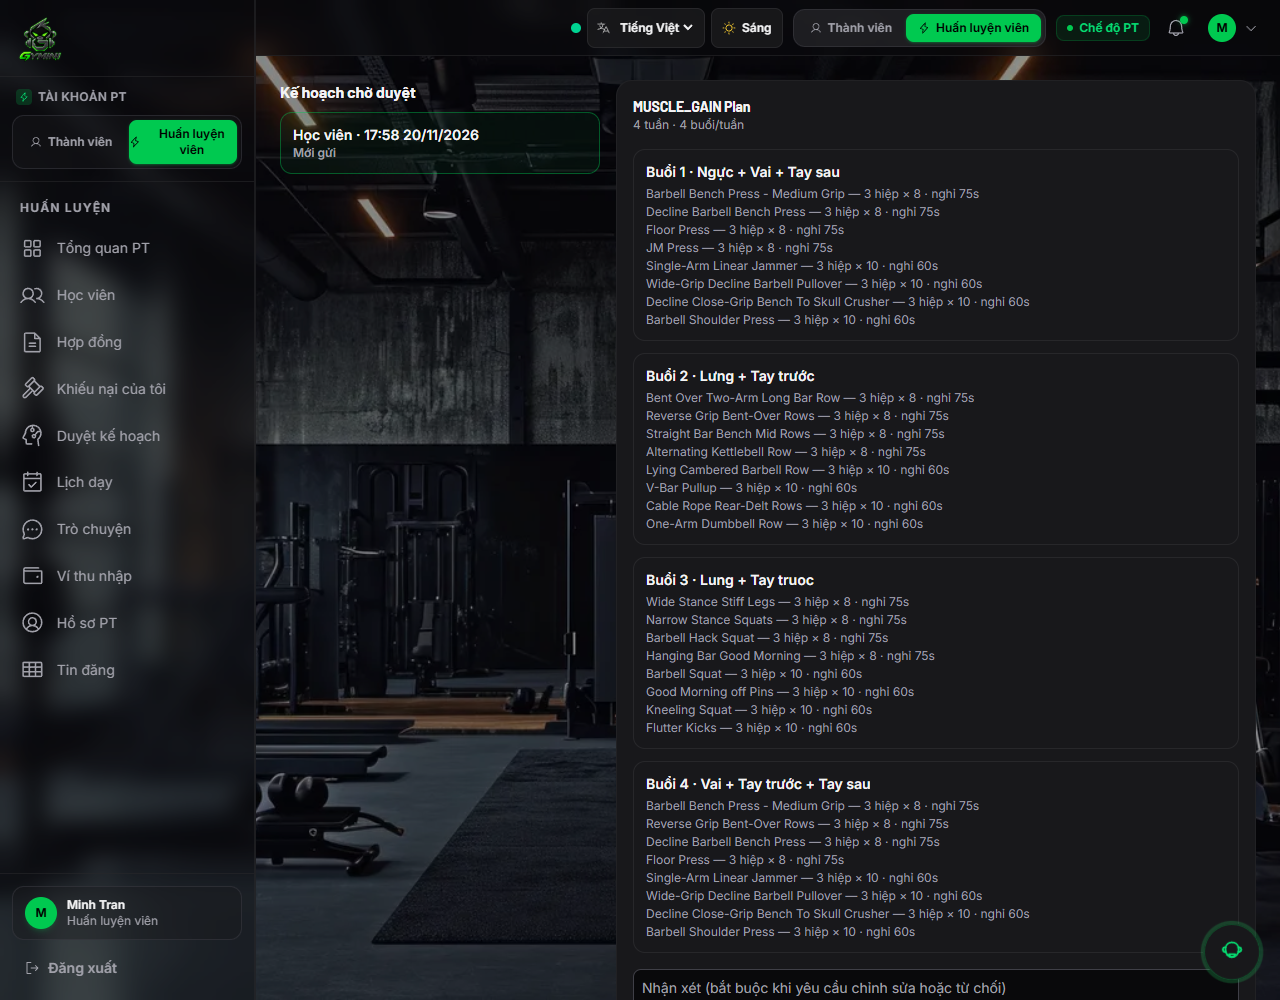 GYMINI
TÀI KHOẢN PT
Thành viên
Huấn luyện
viên
HUẤN LUYỆN
Tổng quan PT
Học viên
Hợp đồng
Khiếu nại của tôi
Duyệt kế hoạch
Lịch dạy
Trò chuyện
Ví thu nhập
Hồ sơ PT
Tin đăng
M
Minh Tran
Huấn luyện viên
Đăng xuất
Tiếng Việt
Sáng
Thành viên
Huấn luyện viên
Chế độ PT
M
Kế hoạch chờ duyệt
Học viên · 17:58 20/11/2026
Mới gửi
MUSCLE_GAIN Plan
4 tuần · 4 buổi/tuần
Buổi 1 · Ngực + Vai + Tay sau
Barbell Bench Press - Medium Grip — 3 hiệp × 8 · nghỉ 75s
Decline Barbell Bench Press — 3 hiệp × 8 · nghỉ 75s
Floor Press — 3 hiệp × 8 · nghỉ 75s
JM Press — 3 hiệp × 8 · nghỉ 75s
Single-Arm Linear Jammer — 3 hiệp × 10 · nghỉ 60s
Wide-Grip Decline Barbell Pullover — 3 hiệp × 10 · nghỉ 60s
Decline Close-Grip Bench To Skull Crusher — 3 hiệp × 10 · nghỉ 60s
Barbell Shoulder Press — 3 hiệp × 10 · nghỉ 60s
Buổi 2 · Lưng + Tay trước
Bent Over Two-Arm Long Bar Row — 3 hiệp × 8 · nghỉ 75s
Reverse Grip Bent-Over Rows — 3 hiệp × 8 · nghỉ 75s
Straight Bar Bench Mid Rows — 3 hiệp × 8 · nghỉ 75s
Alternating Kettlebell Row — 3 hiệp × 8 · nghỉ 75s
Lying Cambered Barbell Row — 3 hiệp × 10 · nghỉ 60s
V-Bar Pullup — 3 hiệp × 10 · nghỉ 60s
Cable Rope Rear-Delt Rows — 3 hiệp × 10 · nghỉ 60s
One-Arm Dumbbell Row — 3 hiệp × 10 · nghỉ 60s
Buổi 3 · Lung + Tay truoc
Wide Stance Stiff Legs — 3 hiệp × 8 · nghỉ 75s
Narrow Stance Squats — 3 hiệp × 8 · nghỉ 75s
Barbell Hack Squat — 3 hiệp × 8 · nghỉ 75s
Hanging Bar Good Morning — 3 hiệp × 8 · nghỉ 75s
Barbell Squat — 3 hiệp × 10 · nghỉ 60s
Good Morning off Pins — 3 hiệp × 10 · nghỉ 60s
Kneeling Squat — 3 hiệp × 10 · nghỉ 60s
Flutter Kicks — 3 hiệp × 10 · nghỉ 60s
Buổi 4 · Vai + Tay trước + Tay sau
Barbell Bench Press - Medium Grip — 3 hiệp × 8 · nghỉ 75s
Reverse Grip Bent-Over Rows — 3 hiệp × 8 · nghỉ 75s
Decline Barbell Bench Press — 3 hiệp × 8 · nghỉ 75s
Floor Press — 3 hiệp × 8 · nghỉ 75s
Single-Arm Linear Jammer — 3 hiệp × 10 · nghỉ 60s
Wide-Grip Decline Barbell Pullover — 3 hiệp × 10 · nghỉ 60s
Decline Close-Grip Bench To Skull Crusher — 3 hiệp × 10 · nghỉ 60s
Barbell Shoulder Press — 3 hiệp × 10 · nghỉ 60s
Nhận xét (bắt buộc khi yêu cầu chỉnh sửa hoặc từ chối)